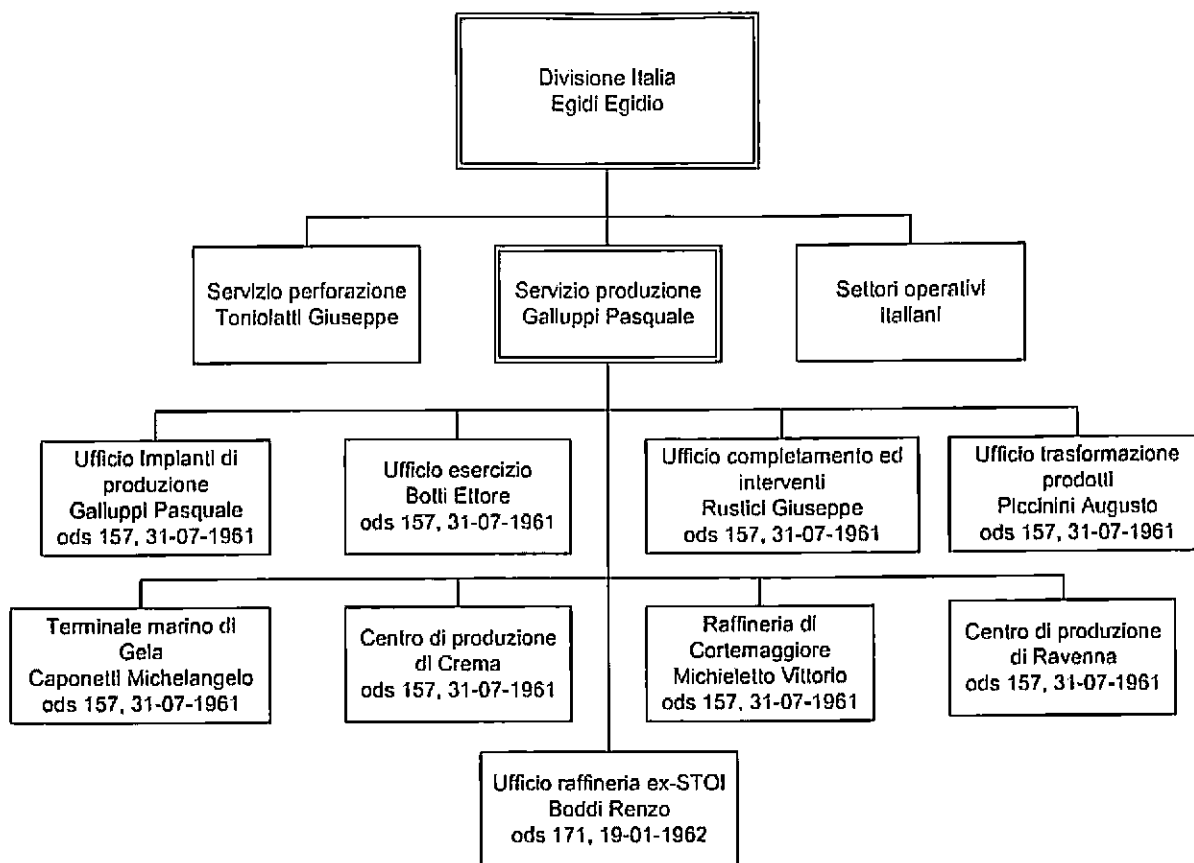 Divisione Italia
Egidi Egidio
Servizio perforazione
Toniolatti Giuseppe
Servizio produzione
Galluppi Pasquale
Settori operativi
italiani
Ufficio Impianti di
produzione
Galluppi Pasquale
ods 157, 31-07-1961
Ufficio esercizio
Botti Ettore
ods 157, 31-07-1961
Ufficio completamento ed
interventi
Rustici Giuseppe
ods 157, 31-07-1961
Ufficio trasformazione
prodotti
Piccinini Augusto
ods 157, 31-07-1961
Terminale marino di
Gela
Caponetti Michelangelo
ods 157, 31-07-1961
Centro di produzione
di Crema
ods 157, 31-07-1961
Raffineria di
Cortemaggiore
Michieletto Vittorio
ods 157, 31-07-1961
Centro di produzione
di Ravenna
ods 157, 31-07-1961
Ufficio raffineria ex-STOI
Boddi Renzo
ods 171, 19-01-1962